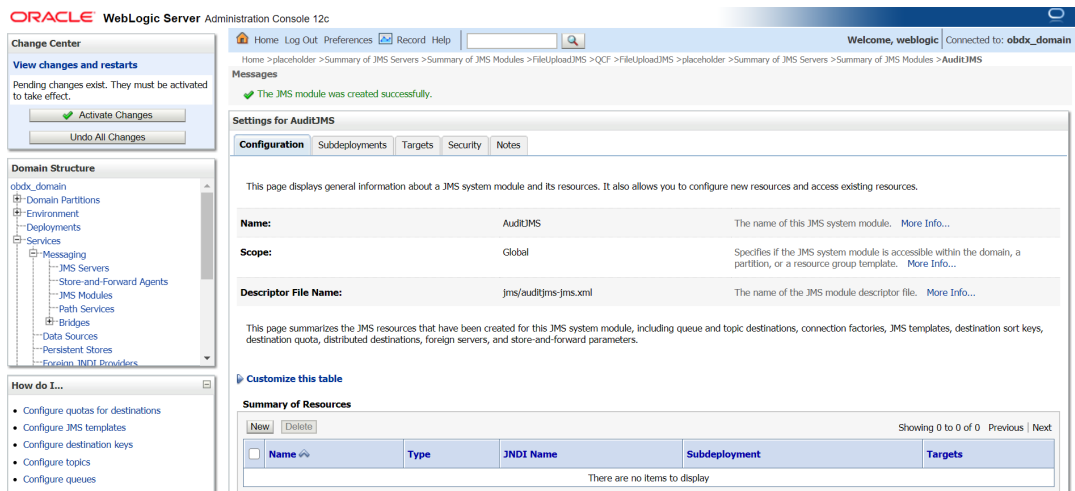 ORACLE WebLogic Server Administration Console 12c
Change Center
View changes and restarts
Pending changes exist. They must be activated
to take effect.
Activate Changes
Undo All Changes
Domain Structure
obdx_domain
Domain Partitions
Environment
Deployments
Services
Messaging
JMS Servers
Store-and-Forward Agents
JMS Modules
Path Services
Bridges
Data Sources
Persistent Stores
Foreign JNDI Providers
How do I...
Configure quotas for destinations
Configure JMS templates
Configure destination keys
Configure topics
Configure queues
Home Log Out Preferences Record Help
Welcome, weblogic Connected to: obdx_domain
Home >placeholder >Summary of JMS Servers >Summary of JMS Modules >FileUploadJMS >QCF >FileUploadJMS >placeholder >Summary of JMS Servers >Summary of JMS Modules >AuditJMS
Messages
The JMS module was created successfully.
Settings for AuditJMS
Configuration Subdeployments Targets Security Notes
This page displays general information about a JMS system module and its resources. It also allows you to configure new resources and access existing resources.
Name: AuditJMS The name of this JMS system module. More Info...
Scope: Global Specifies if the JMS system module is accessible within the domain, a
partition, or a resource group template. More Info...
Descriptor File Name: jms/auditjms-jms.xml The name of the JMS module descriptor file. More Info...
This page summarizes the JMS resources that have been created for this JMS system module, including queue and topic destinations, connection factories, JMS templates, destination sort keys,
destination quota, distributed destinations, foreign servers, and store-and-forward parameters.
Customize this table
Summary of Resources
New Delete Showing 0 to 0 of 0 Previous Next
Name Type JNDI Name Subdeployment Targets
There are no items to display